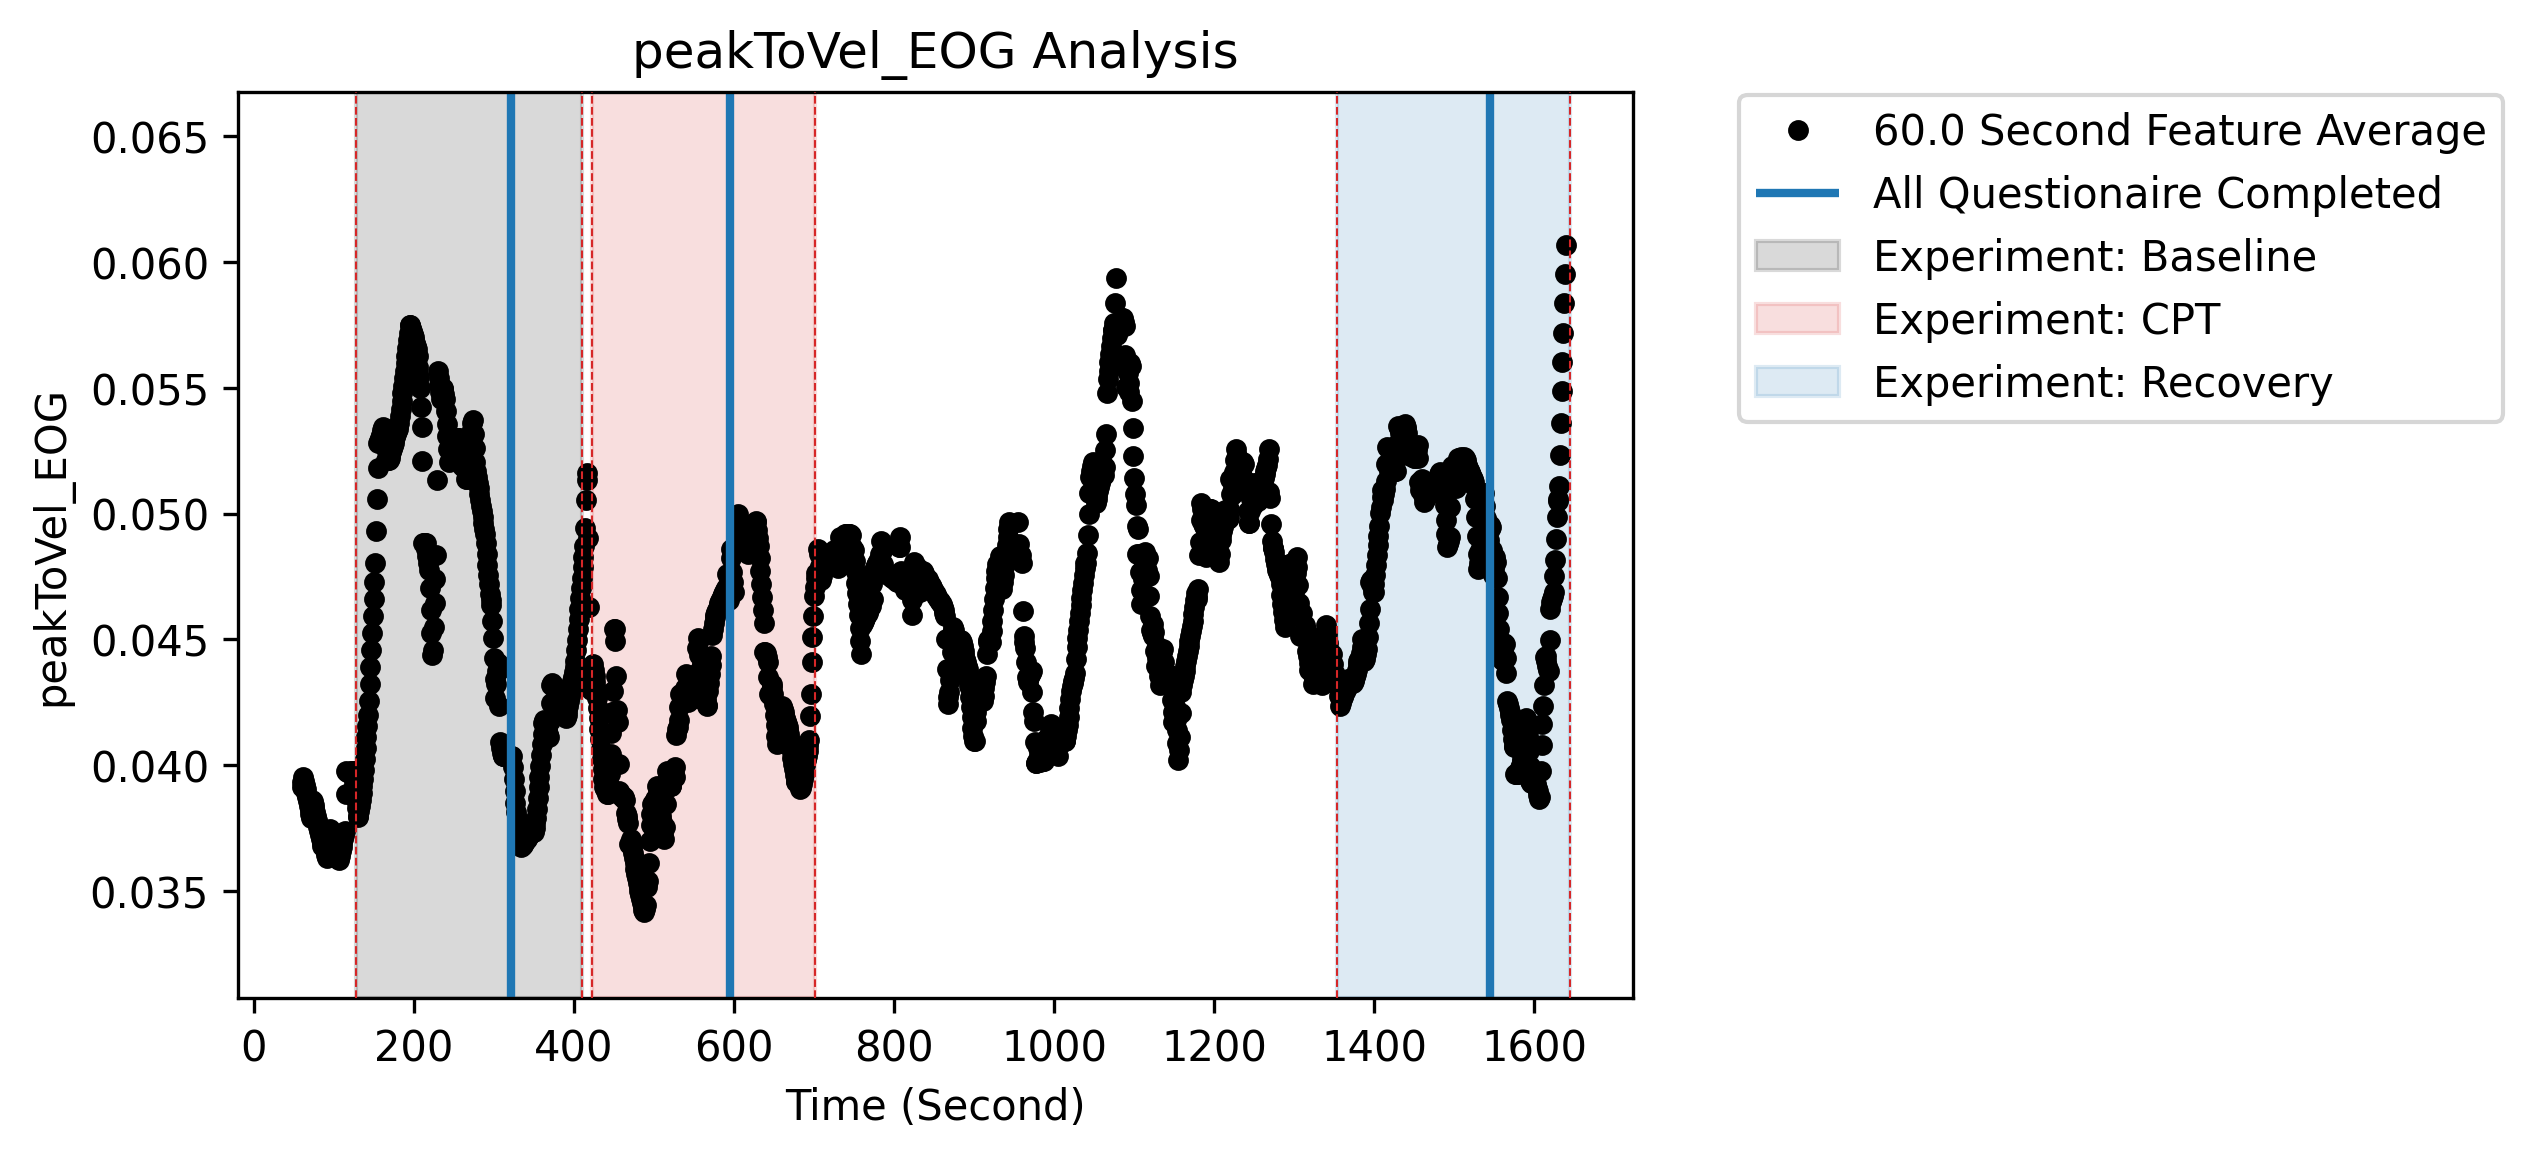 peakToVel_EOG Analysis
0.065
0.060
0.055
0.050
0.045
0.040
0.035
peakToVel_EOG
0
200
400
600
800
1000
1200
1400
1600
Time (Second)
60.0 Second Feature Average
All Questionaire Completed
Experiment: Baseline
Experiment: CPT
Experiment: Recovery